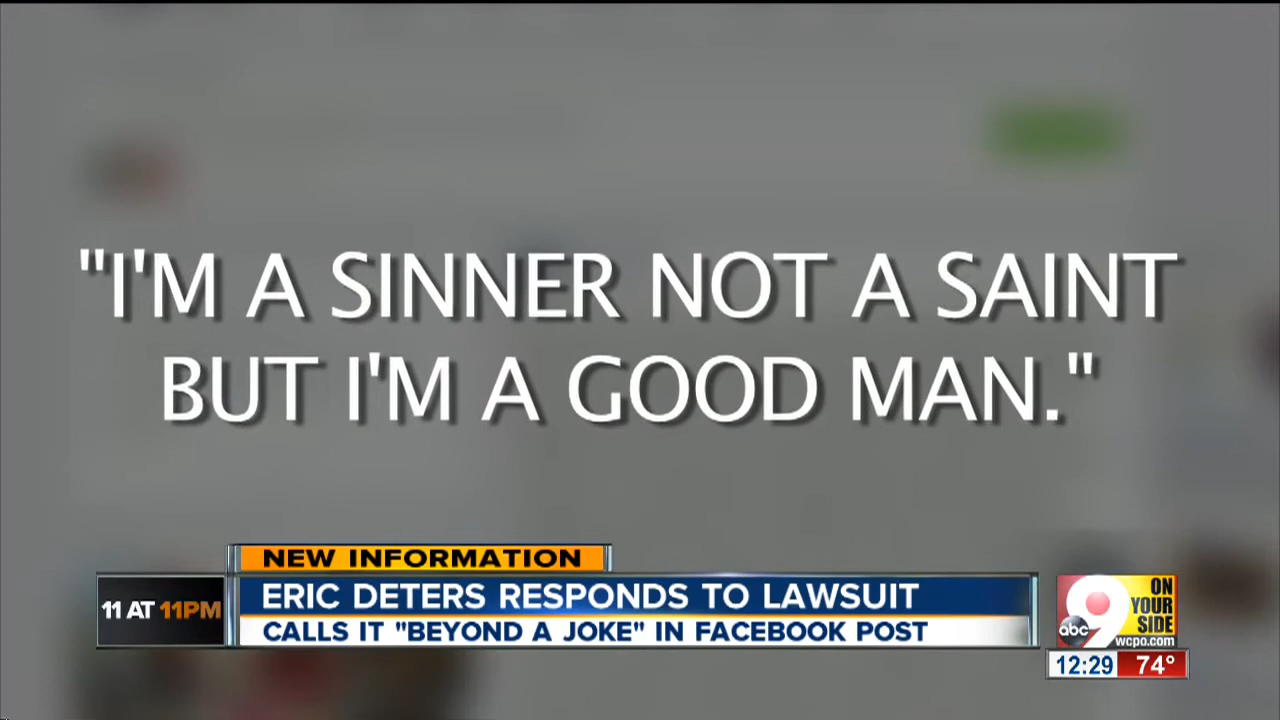 "I'M A SINNER NOT A SAINT
BUT I'M A GOOD MAN."
NEW INFORMATION
11 AT 11PM
ERIC DETERS RESPONDS TO LAWSUIT
CALLS IT "BEYOND A JOKE" IN FACEBOOK POST
abc 9
ON
YOUR
SIDE
wcpo.com
12:29 74°